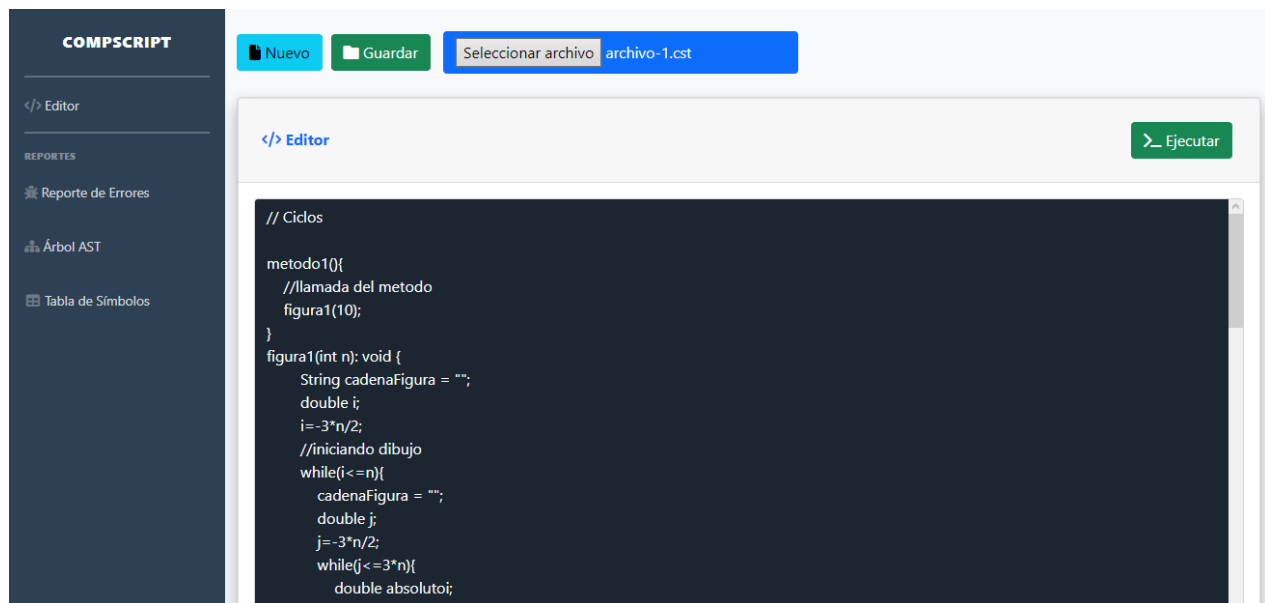 COMPSCRIPT
</> Editor
REPORTES
Reporte de Errores
Árbol AST
Tabla de Símbolos
Nuevo
Guardar
Seleccionar archivo archivo-1.cst
</> Editor
>_ Ejecutar
// Ciclos
metodo1(){
//llamada del metodo
figura1(10);
}
figura1(int n): void {
String cadenaFigura = "";
double i;
i=-3*n/2;
//iniciando dibujo
while(i<=n){
cadenaFigura = "";
double j;
j=-3*n/2;
while(j<=3*n){
double absolutoi;